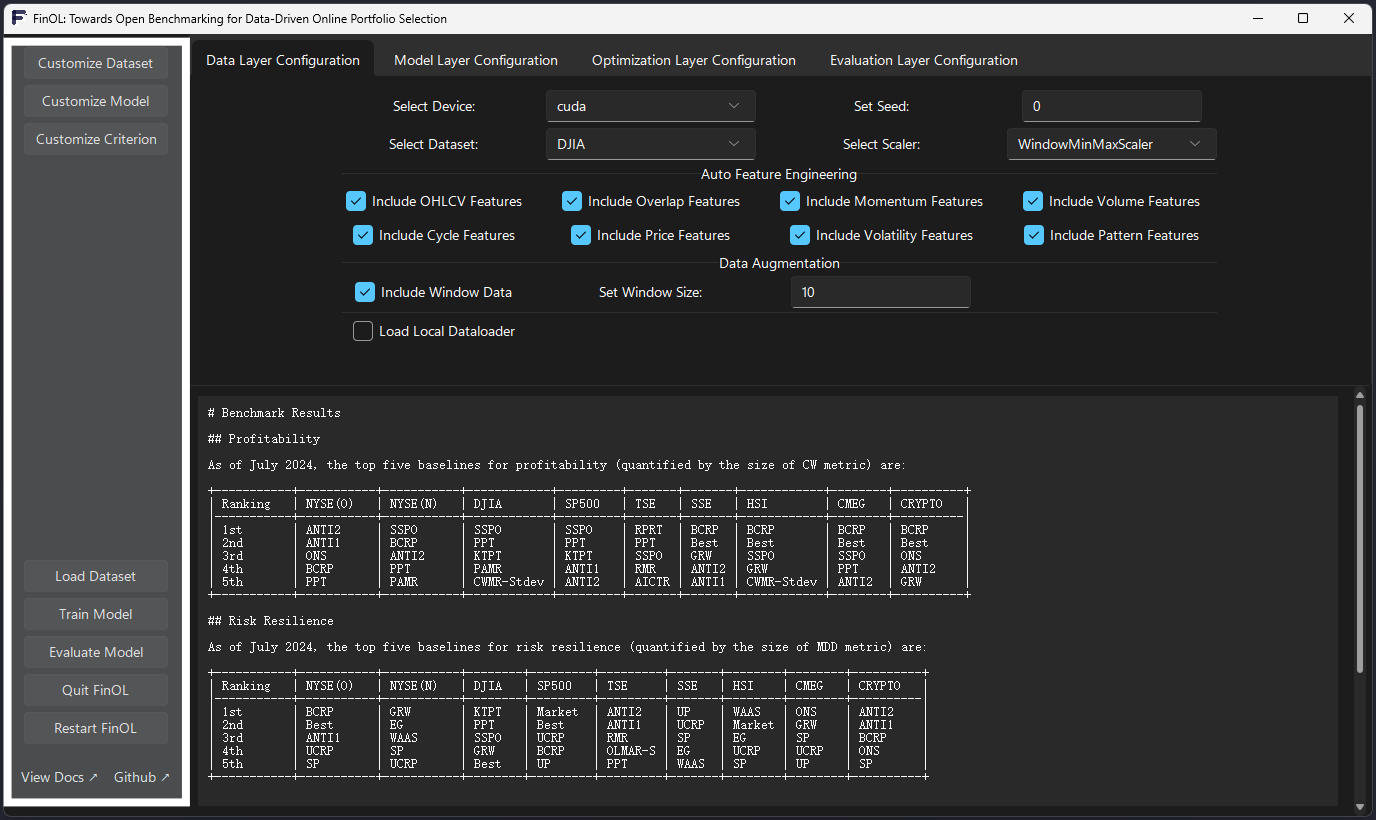 FinOL: Towards Open Benchmarking for Data-Driven Online Portfolio Selection
Customize Dataset
Customize Model
Customize Criterion
Load Dataset
Train Model
Evaluate Model
Quit FinOL
Restart FinOL
View Docs ↗ Github ↗
Data Layer Configuration Model Layer Configuration Optimization Layer Configuration Evaluation Layer Configuration
Select Device: cuda Set Seed: 0
Select Dataset: DJIA Select Scaler: WindowMinMaxScaler
Auto Feature Engineering
Include OHLCV Features Include Overlap Features Include Momentum Features Include Volume Features
Include Cycle Features Include Price Features Include Volatility Features Include Pattern Features
Data Augmentation
Include Window Data Set Window Size: 10
Load Local Dataloader
# Benchmark Results
## Profitability
As of July 2024, the top five baselines for profitability (quantified by the size of CW metric) are:
| Ranking | NYSE(O) | NYSE(N) | DJIA | SP500 | TSE | SSE | HSI | CMEG | CRYPTO |
| 1st | ANTI2 | SSPO | SSPO | SSPO | RPRT | BCRP | BCRP | BCRP | BCRP |
| 2nd | ANTI1 | BCRP | PPT | PPT | PPT | Best | Best | Best | Best |
| 3rd | ONS | ANTI2 | KTPT | KTPT | SSPO | GRW | SSPO | SSPO | ONS |
| 4th | BCRP | PPT | PAMR | ANTI1 | RMR | ANTI2 | GRW | PPT | ANTI2 |
| 5th | PPT | PAMR | CWMR-Stdev | ANTI2 | AICTR | ANTI1 | CWMR-Stdev | ANTI2 | GRW |
## Risk Resilience
As of July 2024, the top five baselines for risk resilience (quantified by the size of MDD metric) are:
| Ranking | NYSE(O) | NYSE(N) | DJIA | SP500 | TSE | SSE | HSI | CMEG | CRYPTO |
| 1st | BCRP | GRW | KTPT | Market | ANTI2 | UP | WAAS | ONS | ANTI2 |
| 2nd | Best | EG | PPT | Best | ANTI1 | UCRP | Market | GRW | ANTI1 |
| 3rd | ANTI1 | WAAS | SSPO | UCRP | RMR | SP | EG | SP | BCRP |
| 4th | UCRP | SP | GRW | BCRP | OLMAR-S | EG | UCRP | UCRP | ONS |
| 5th | SP | UCRP | Best | UP | PPT | WAAS | SP | UP | SP |